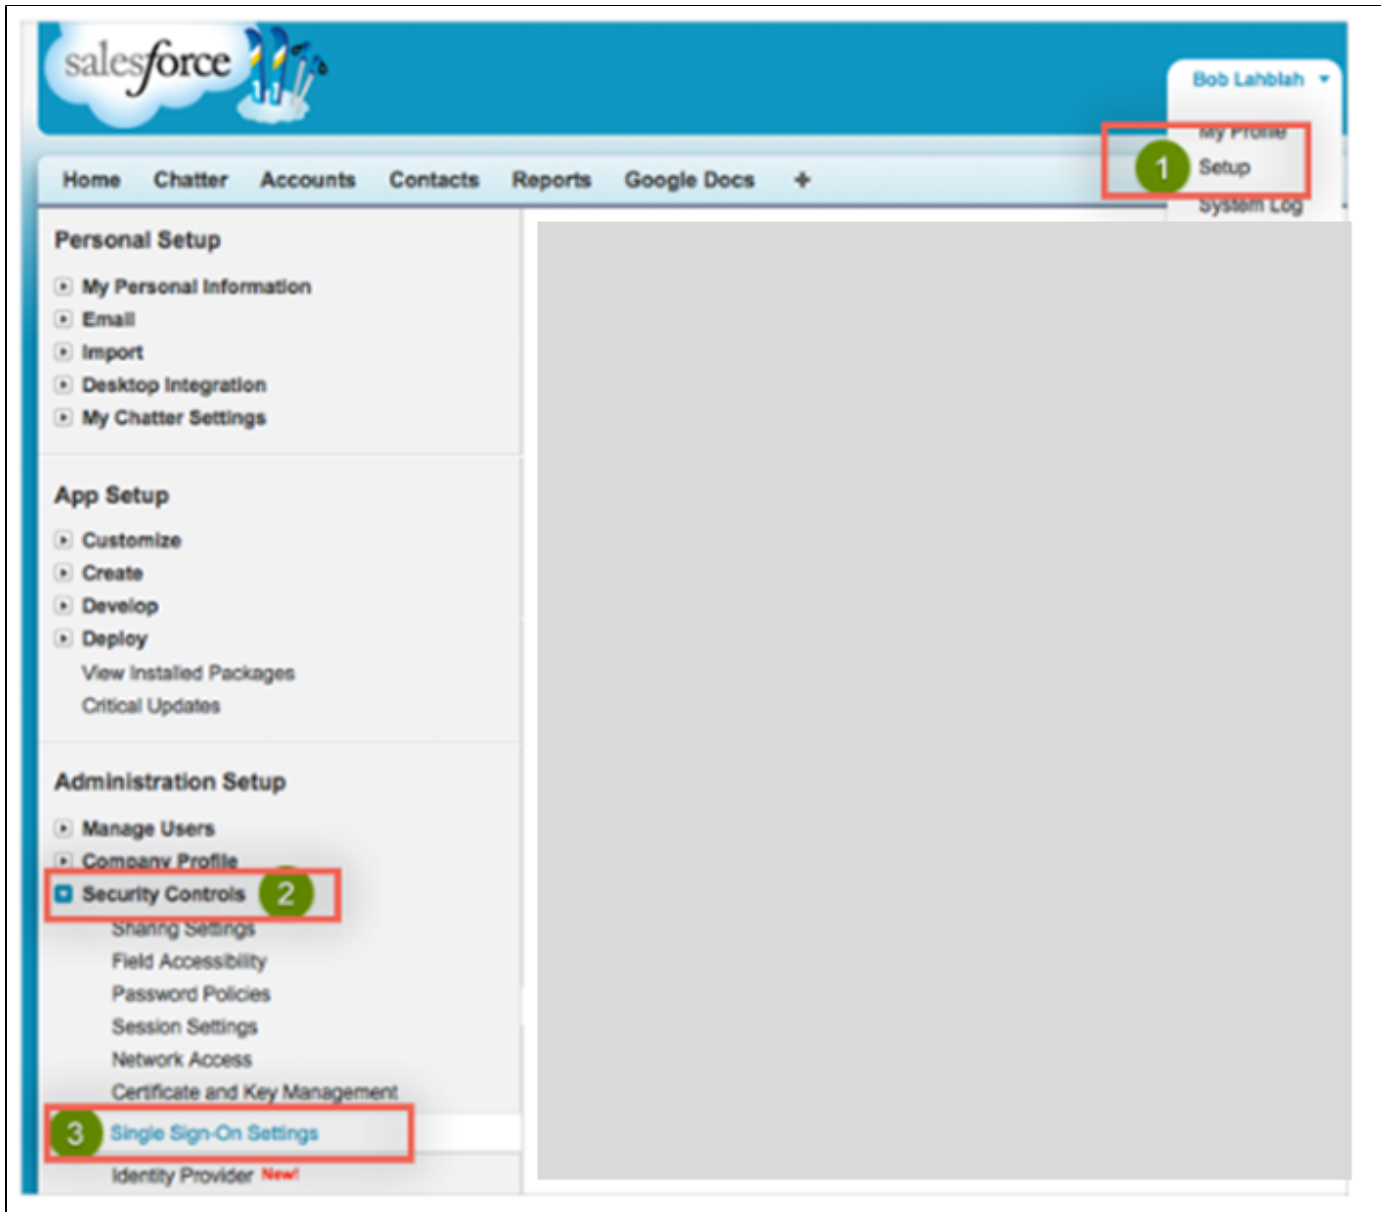 salesforce
11
Bob Lahblah
My Profile
1 Setup
System Log
Home Chatter Accounts Contacts Reports Google Docs +
Personal Setup
My Personal Information
Email
Import
Desktop Integration
My Chatter Settings
App Setup
Customize
Create
Develop
Deploy
View Installed Packages
Critical Updates
Administration Setup
Manage Users
Company Profile
Security Controls 2
Sharing Settings
Field Accessibility
Password Policies
Session Settings
Network Access
Certificate and Key Management
3 Single Sign-On Settings
Identity Provider New!